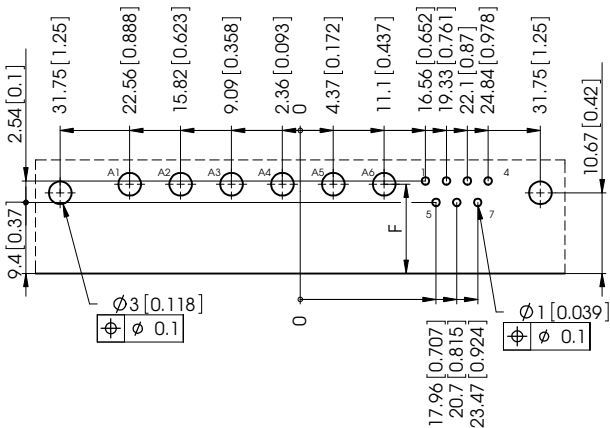 31.75 [1.25]
22.56 [0.888]
15.82 [0.623]
9.09 [0.358]
2.36 [0.093]
0
4.37 [0.172]
11.1 [0.437]
16.56 [0.652]
19.33 [0.761]
22.1 [0.87]
24.84 [0.978]
31.75 [1.25]
2.54 [0.1]
10.67 [0.42]
A1
A2
A3
A4
A5
A6
1
4
5
7
9.4 [0.37]
F
Ø3 [0.118]
⌖ Ø 0.1
0
Ø1 [0.039]
⌖ Ø 0.1
17.96 [0.707]
20.7 [0.815]
23.47 [0.924]